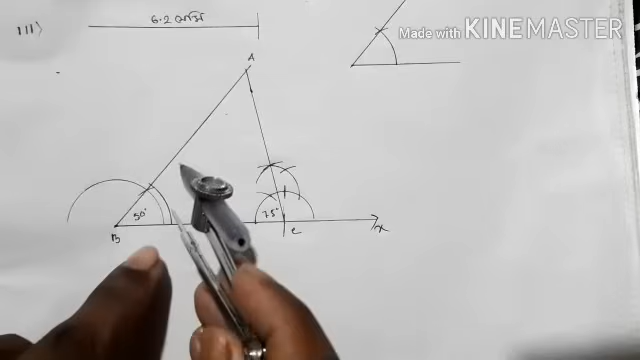 III)
6.2 সেমি
Made with KINEMASTER
A
50°
75°
B
C
X